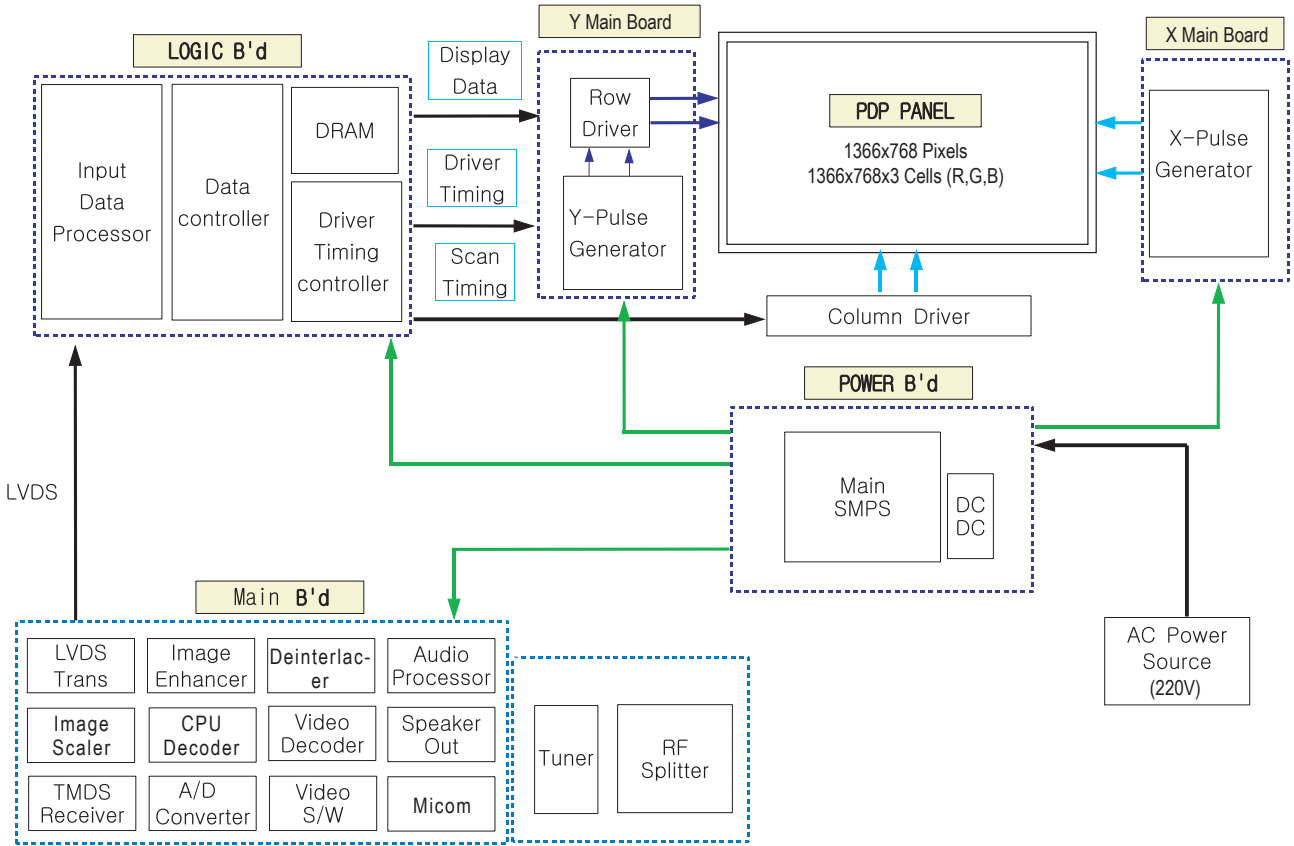 Y Main Board
X Main Board
LOGIC B'd
Display
Data
Input
Data
Processor
Data
controller
DRAM
Driver
Timing
controller
Driver
Timing
Scan
Timing
Row
Driver
Y-Pulse
Generator
PDP PANEL
1366x768 Pixels
1366x768x3 Cells (R,G,B)
X-Pulse
Generator
Column Driver
POWER B'd
Main
SMPS
DC
DC
LVDS
AC Power
Source
(220V)
Main B'd
LVDS
Trans
Image
Enhancer
Deinterlac-
er
Audio
Processor
Image
Scaler
CPU
Decoder
Video
Decoder
Speaker
Out
TMDS
Receiver
A/D
Converter
Video
S/W
Micom
Tuner
RF
Splitter